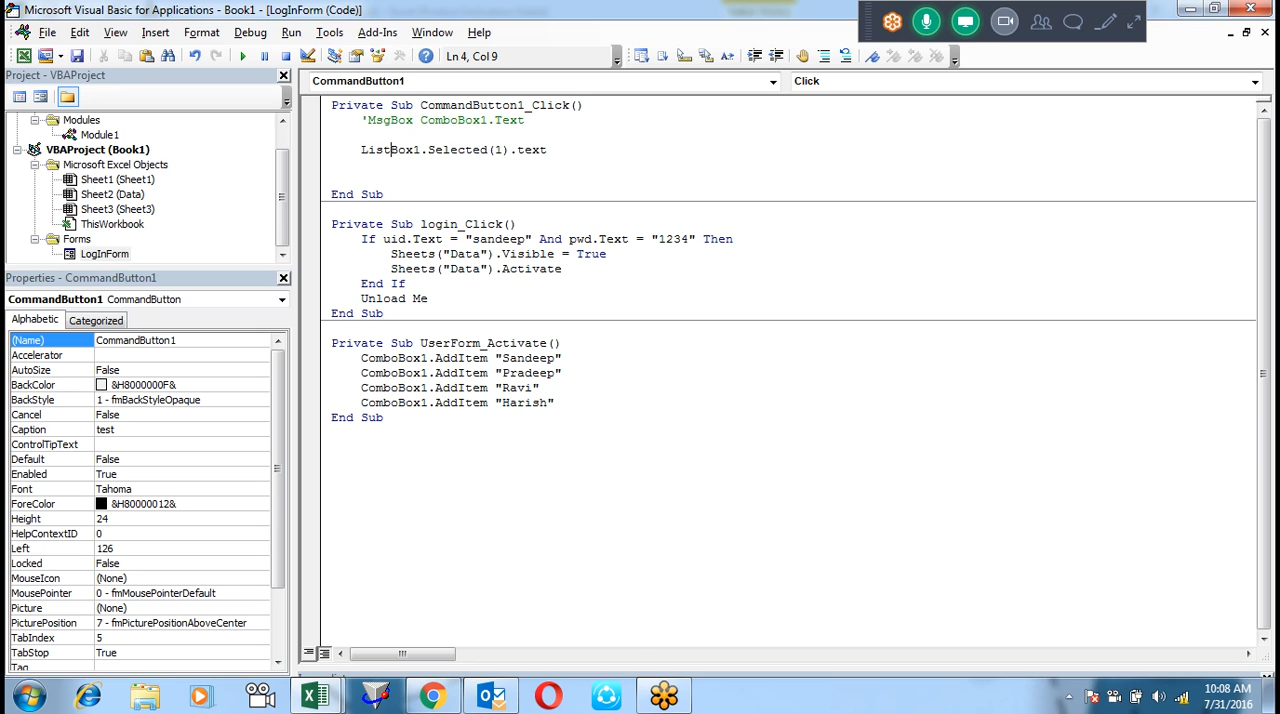 Microsoft Visual Basic for Applications - Book1 - [LogInForm (Code)]
File Edit View Insert Format Debug Run Tools Add-Ins Window Help
Ln 4, Col 9
Project - VBAProject
CommandButton1
Click
Modules
Module1
VBAProject (Book1)
Microsoft Excel Objects
Sheet1 (Sheet1)
Sheet2 (Data)
Sheet3 (Sheet3)
ThisWorkbook
Forms
LogInForm
Properties - CommandButton1
CommandButton1 CommandButton
Alphabetic Categorized
(Name) CommandButton1
Accelerator
AutoSize False
BackColor &H8000000F&
BackStyle 1 - fmBackStyleOpaque
Cancel False
Caption test
ControlTipText
Default False
Enabled True
Font Tahoma
ForeColor &H80000012&
Height 24
HelpContextID 0
Left 126
Locked False
MouseIcon (None)
MousePointer 0 - fmMousePointerDefault
Picture (None)
PicturePosition 7 - fmPicturePositionAboveCenter
TabIndex 5
TabStop True
Tag
Private Sub CommandButton1_Click()
'MsgBox ComboBox1.Text
ListBox1.Selected(1).text
End Sub
Private Sub login_Click()
If uid.Text = "sandeep" And pwd.Text = "1234" Then
Sheets("Data").Visible = True
Sheets("Data").Activate
End If
Unload Me
End Sub
Private Sub UserForm_Activate()
ComboBox1.AddItem "Sandeep"
ComboBox1.AddItem "Pradeep"
ComboBox1.AddItem "Ravi"
ComboBox1.AddItem "Harish"
End Sub
10:08 AM
7/31/2016